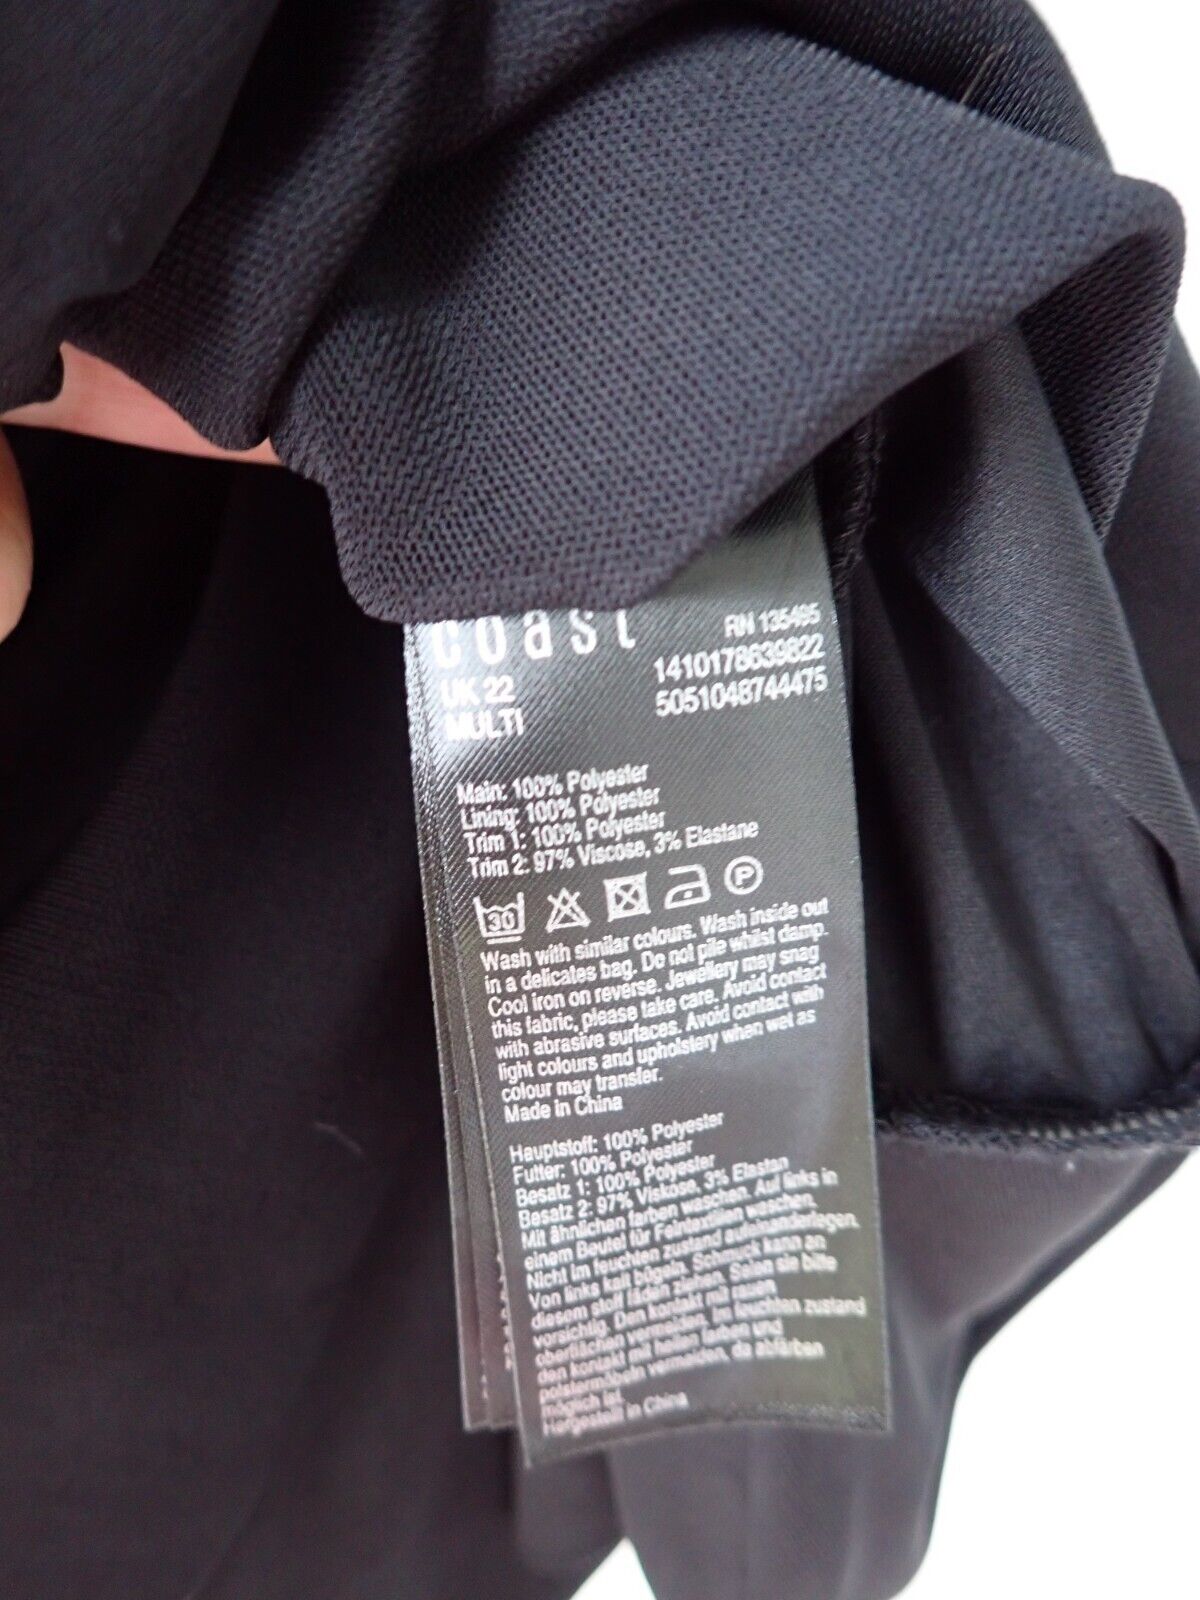 coast
RN 135495
UK 22
1410178639822
MULTI
5051048744475
Main: 100% Polyester
Lining: 100% Polyester
Trim 1: 100% Polyester
Trim 2: 97% Viscose, 3% Elastane
30
P
Wash with similar colours. Wash inside out
in a delicates bag. Do not pile whilst damp.
Cool iron on reverse. Jewellery may snag
this fabric, please take care. Avoid contact
with abrasive surfaces. Avoid contact with
light colours and upholstery when wet as
colour may transfer.
Made in China
Hauptstoff: 100% Polyester
Futter: 100% Polyester
Besatz 1: 100% Polyester
Besatz 2: 97% Viskose, 3% Elastan
Mit ähnlichen farben waschen. Auf links in
einem Beutel für Feintextilien waschen.
Nicht im feuchten zustand aufeinanderlegen.
Von links kalt bügeln. Schmuck kann an
diesem stoff fäden ziehen. Seien sie bitte
vorsichtig. Den kontakt mit rauen
oberflächen vermeiden. Im feuchten zustand
den kontakt mit hellen farben und
polstermöbeln vermeiden, da abfärben
möglich ist.
Hergestellt in China